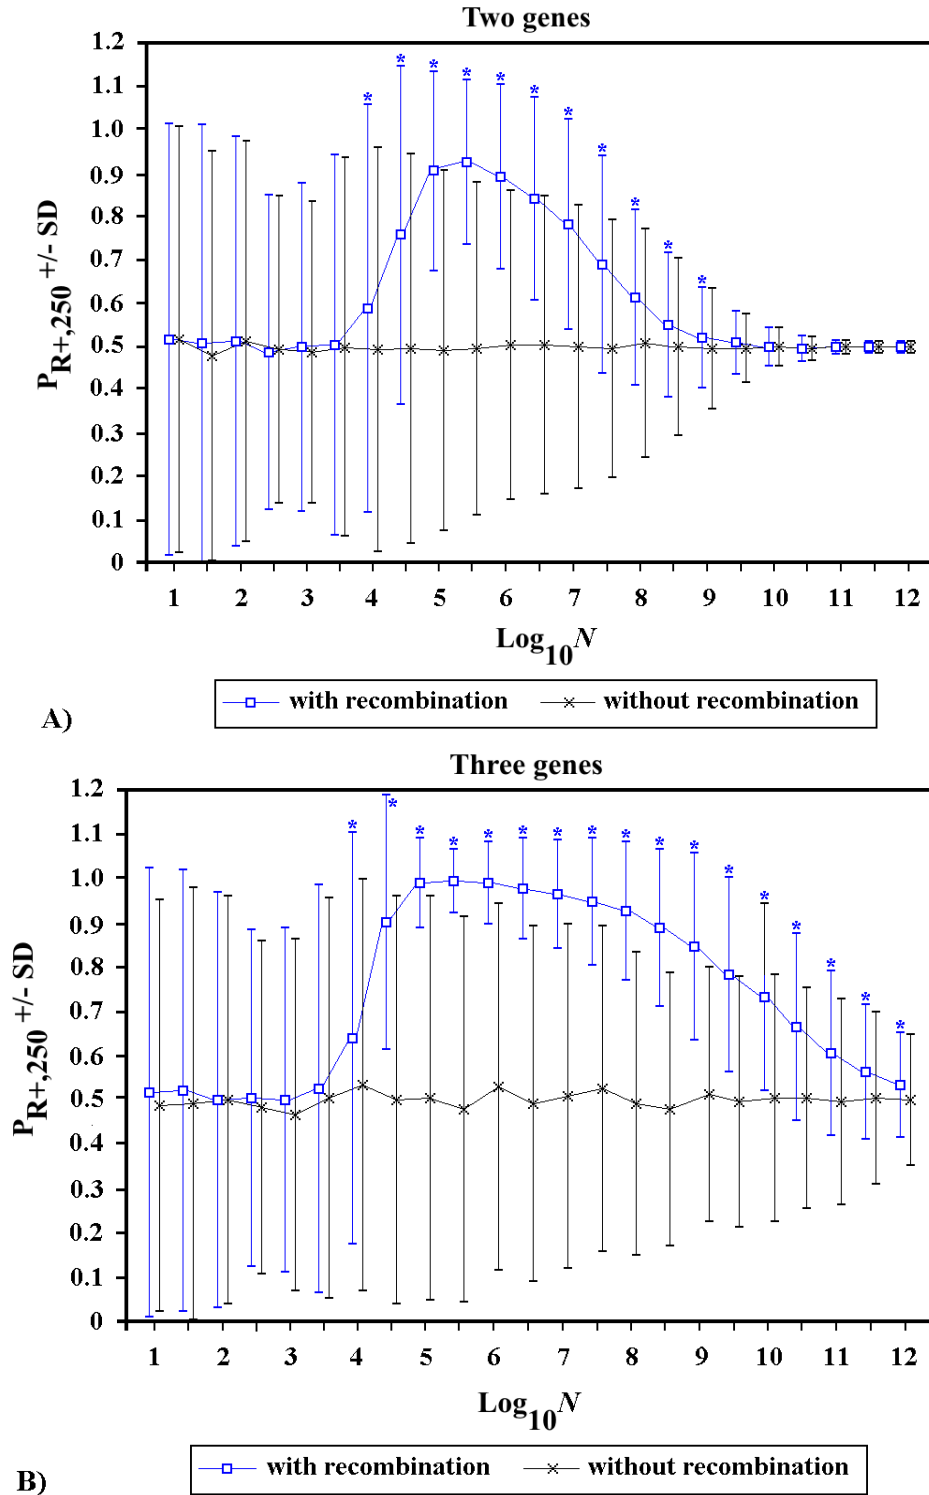 Two genes
1.2
1.1
1.0
0.9
0.8
0.7
0.6
0.5
0.4
0.3
0.2
0.1
0
PR+,250 +/- SD
* * * * * * * * * * *
1 2 3 4 5 6 7 8 9 10 11 12
Log10N
with recombination without recombination
A)
Three genes
1.2
1.1
1.0
0.9
0.8
0.7
0.6
0.5
0.4
0.3
0.2
0.1
0
PR+,250 +/- SD
* * * * * * * * * * * * * * * * *
1 2 3 4 5 6 7 8 9 10 11 12
Log10N
with recombination without recombination
B)